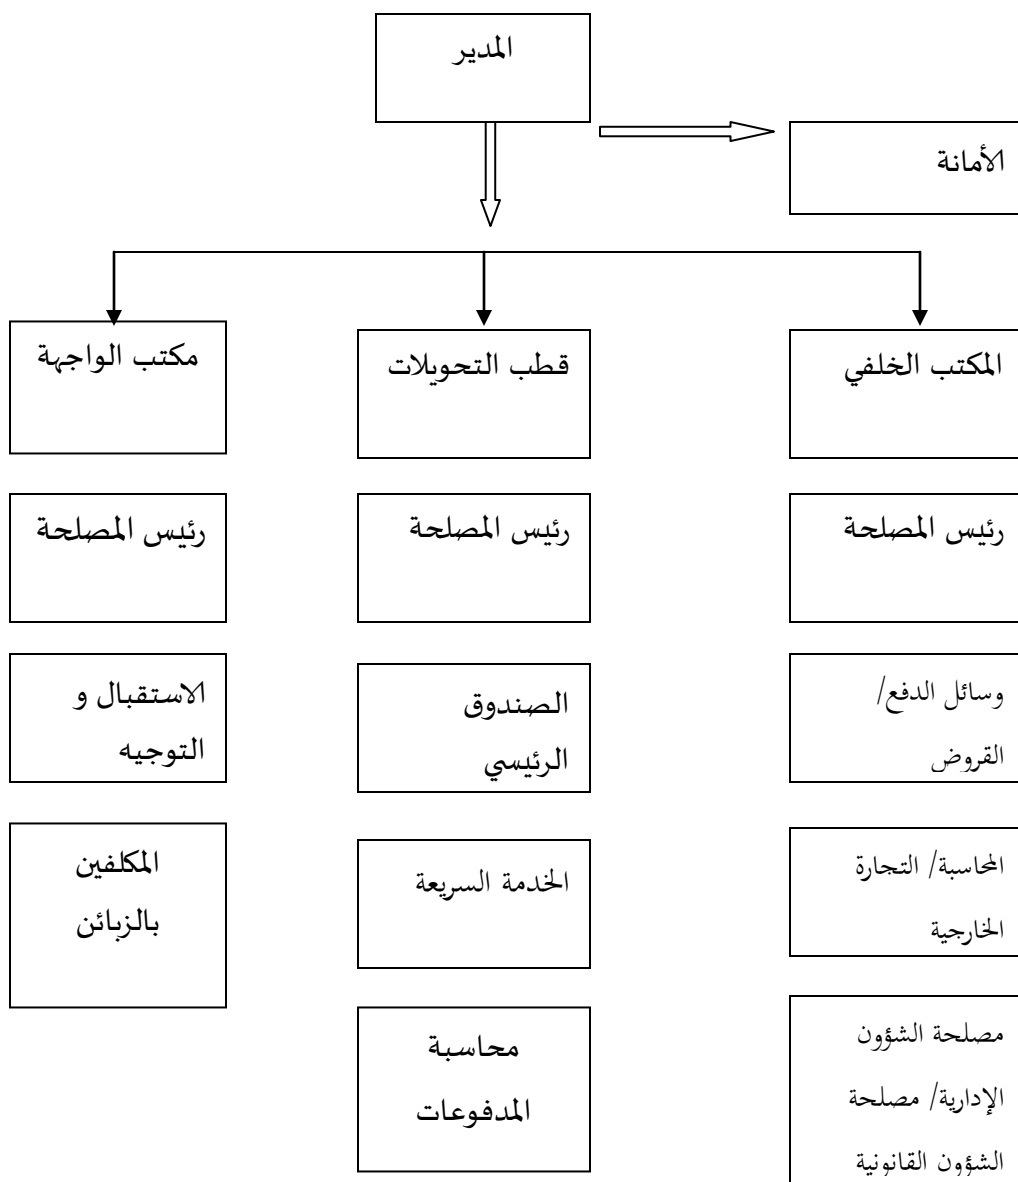 المدير
الأمانة
المكتب الخلفي
قطب التحويلات
مكتب الواجهة
رئيس المصلحة
رئيس المصلحة
رئيس المصلحة
وسائل الدفع/
القروض
الصندوق
الرئيسي
الاستقبال و
التوجيه
المحاسبة/ التجارة
الخارجية
الخدمة السريعة
المكلفين
بالزبائن
مصلحة الشؤون
الإدارية/ مصلحة
الشؤون القانونية
محاسبة
المدفوعات